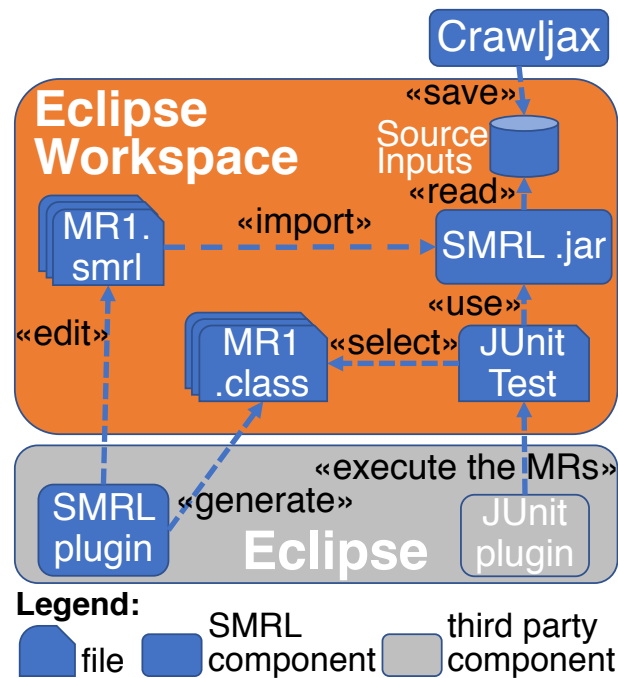 Crawljax
«save»
Eclipse
Workspace
Source
Inputs
«read»
MR1.
smrl
«import»
SMRL .jar
«edit»
«use»
MR1
.class
«select»
JUnit
Test
«execute the MRs»
SMRL
plugin
«generate»
Eclipse
JUnit
plugin
Legend:
file
SMRL
component
third party
component